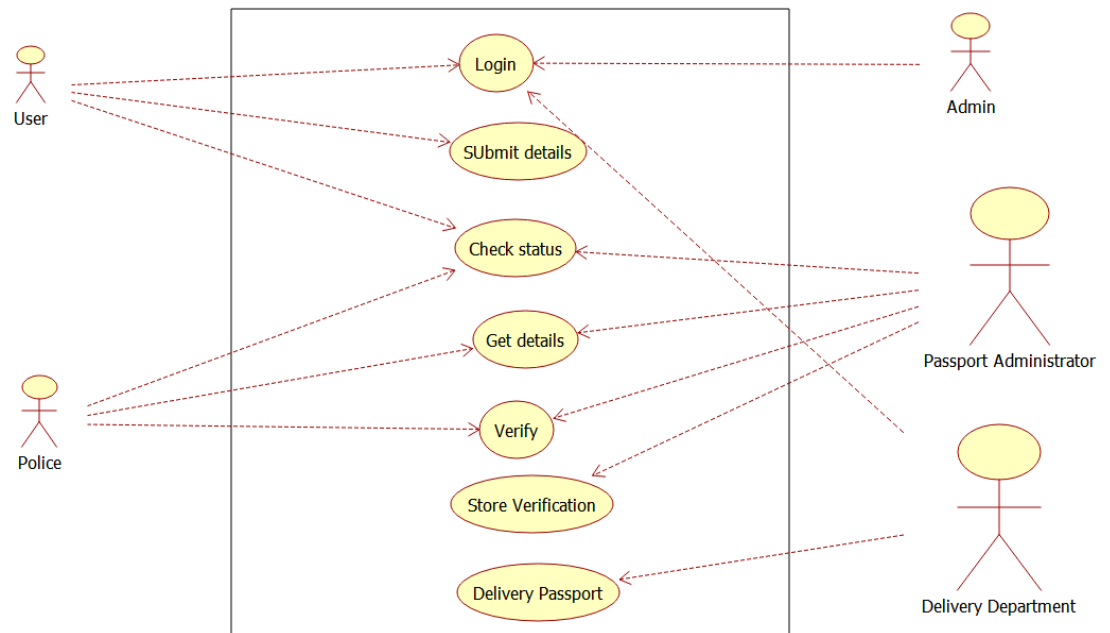 Login
User
Admin
SUbmit details
Check status
Get details
Passport Administrator
Verify
Police
Store Verification
Delivery Passport
Delivery Department